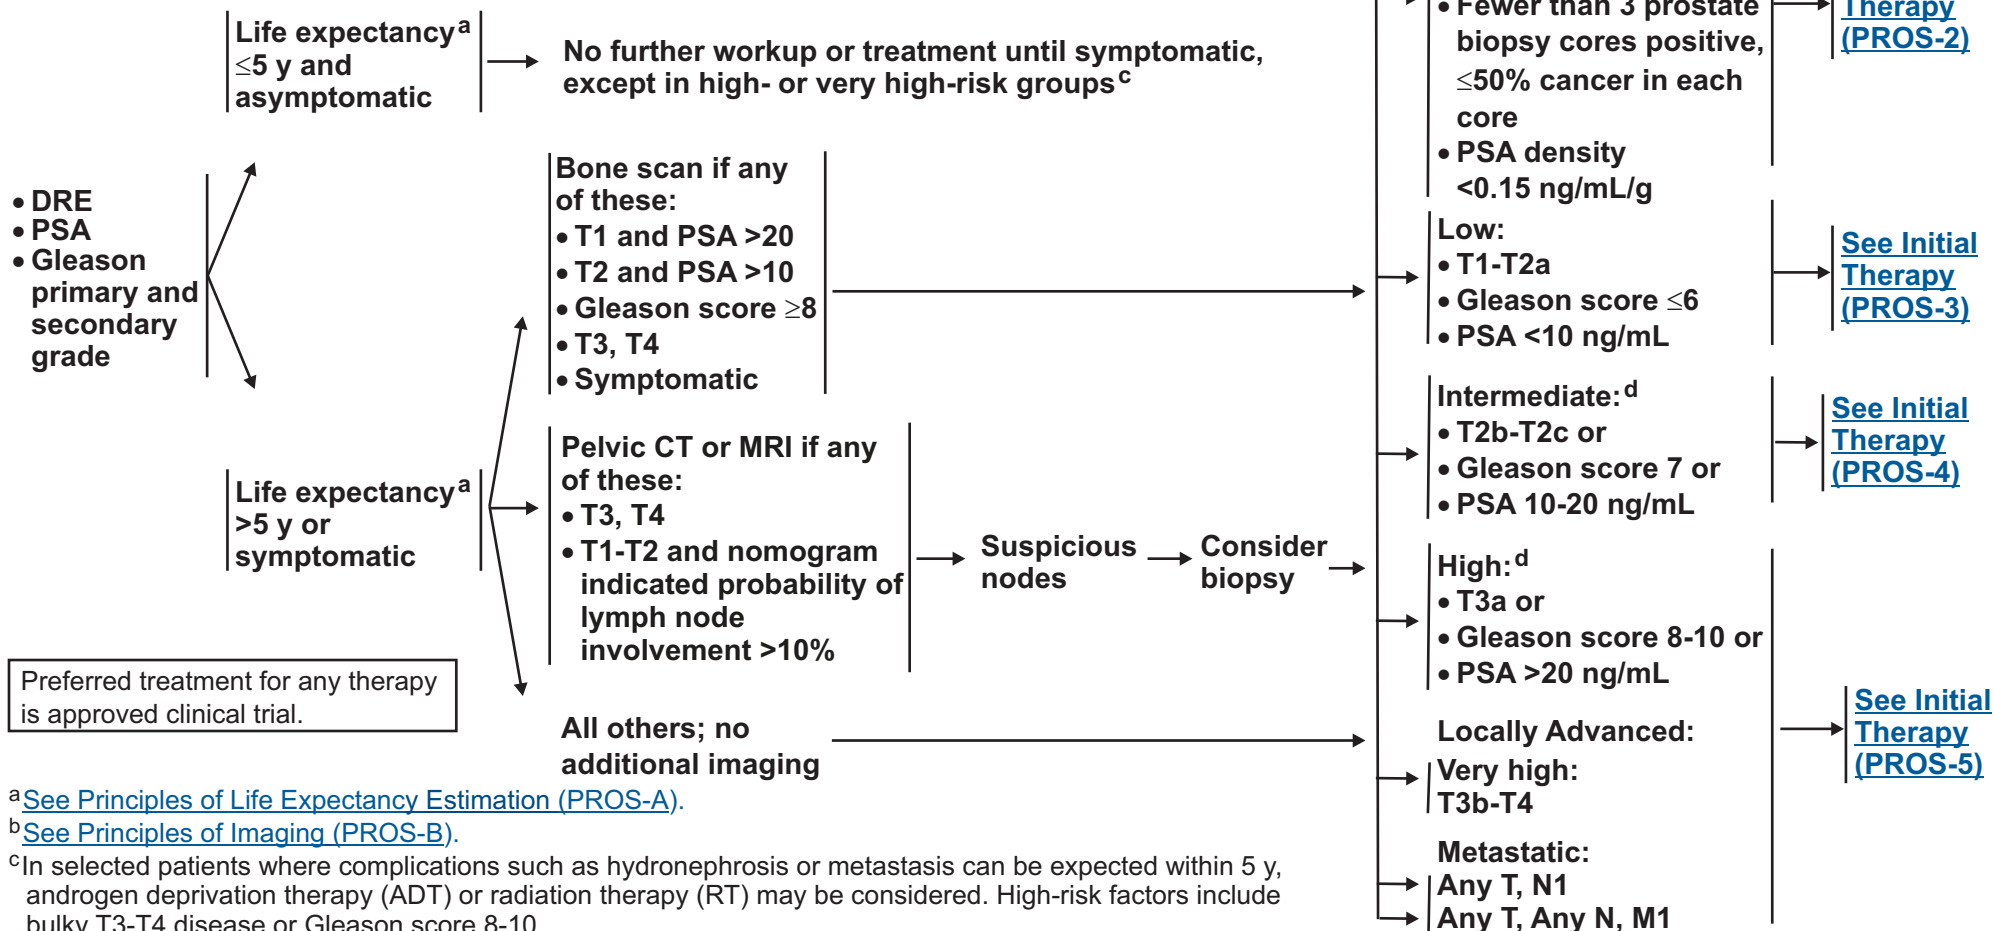 • DRE
• PSA
• Gleason
primary and
secondary
grade
Life expectancy a
≤5 y and
asymptomatic
No further workup or treatment until symptomatic,
except in high- or very high-risk groups c
Life expectancy a
>5 y or
symptomatic
Bone scan if any
of these:
• T1 and PSA >20
• T2 and PSA >10
• Gleason score ≥8
• T3, T4
• Symptomatic
Pelvic CT or MRI if any
of these:
• T3, T4
• T1-T2 and nomogram
indicated probability of
lymph node
involvement >10%
Suspicious
nodes
Consider
biopsy
All others; no
additional imaging
• Fewer than 3 prostate
biopsy cores positive,
≤50% cancer in each
core
• PSA density
<0.15 ng/mL/g
Therapy
(PROS-2)
Low:
• T1-T2a
• Gleason score ≤6
• PSA <10 ng/mL
See Initial
Therapy
(PROS-3)
Intermediate: d
• T2b-T2c or
• Gleason score 7 or
• PSA 10-20 ng/mL
See Initial
Therapy
(PROS-4)
High: d
• T3a or
• Gleason score 8-10 or
• PSA >20 ng/mL
Locally Advanced:
Very high:
T3b-T4
Metastatic:
Any T, N1
Any T, Any N, M1
See Initial
Therapy
(PROS-5)
Preferred treatment for any therapy
is approved clinical trial.
a See Principles of Life Expectancy Estimation (PROS-A).
b See Principles of Imaging (PROS-B).
c In selected patients where complications such as hydronephrosis or metastasis can be expected within 5 y,
androgen deprivation therapy (ADT) or radiation therapy (RT) may be considered. High-risk factors include
bulky T3-T4 disease or Gleason score 8-10